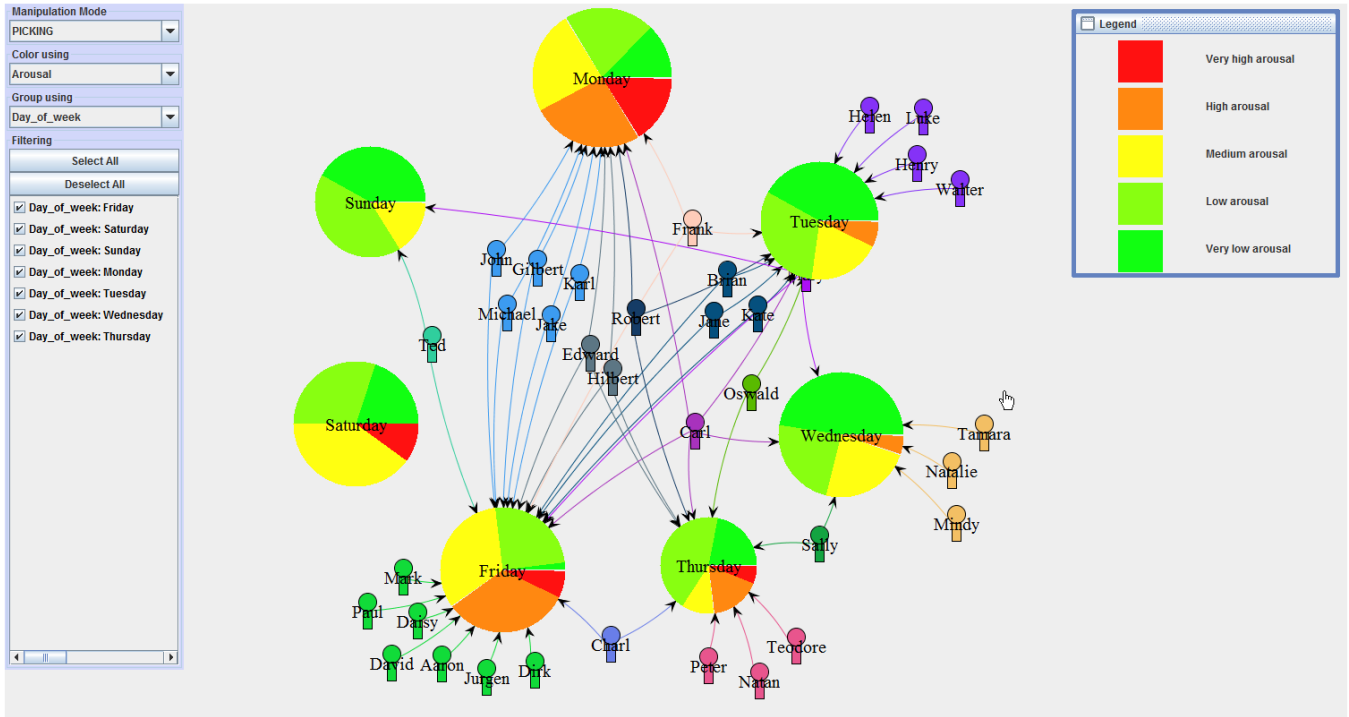 Manipulation Mode
PICKING
Color using
Arousal
Group using
Day_of_week
Filtering
Select All
Deselect All
Day_of_week: Friday
Day_of_week: Saturday
Day_of_week: Sunday
Day_of_week: Monday
Day_of_week: Tuesday
Day_of_week: Wednesday
Day_of_week: Thursday
Monday
Helen
Luke
Henry
Walter
Sunday
Tuesday
Frank
John
Gilbert
Karl
Brian
Michael
Jake
Robert
Jane
Kate
Ted
Edward
Hilbert
Oswald
Saturday
Carl
Wednesday
Tamara
Natalie
Mindy
Sally
Friday
Thursday
Mark
Paul
Daisy
David
Aaron
Jurgen
Dirk
Charl
Peter
Teodore
Natan
Legend
Very high arousal
High arousal
Medium arousal
Low arousal
Very low arousal